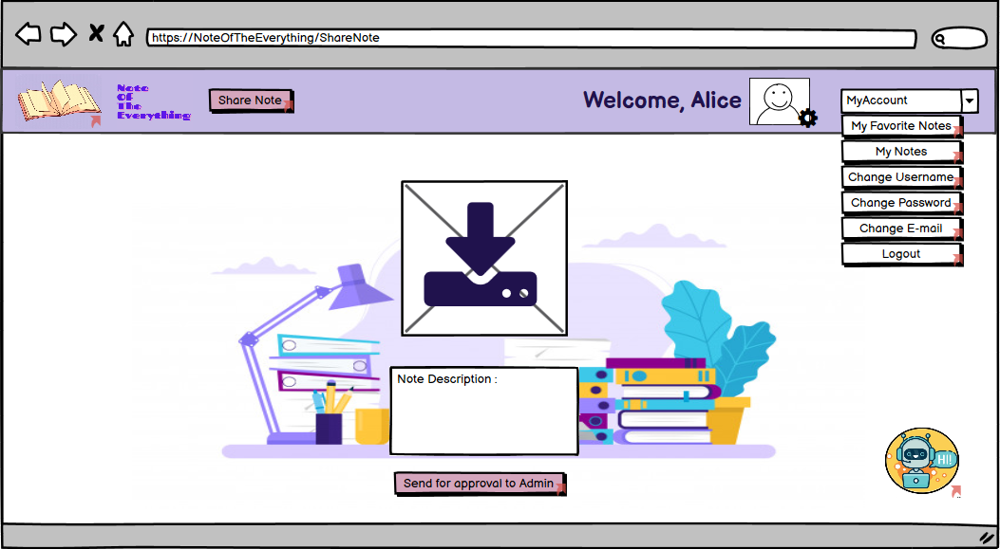 https://NoteOfTheEverything/ShareNote
Note
OF
The
Everything
Share Note
Welcome, Alice
MyAccount
My Favorite Notes
My Notes
Change Username
Change Password
Change E-mail
Logout
Note Description :
HI!
Send for approval to Admin